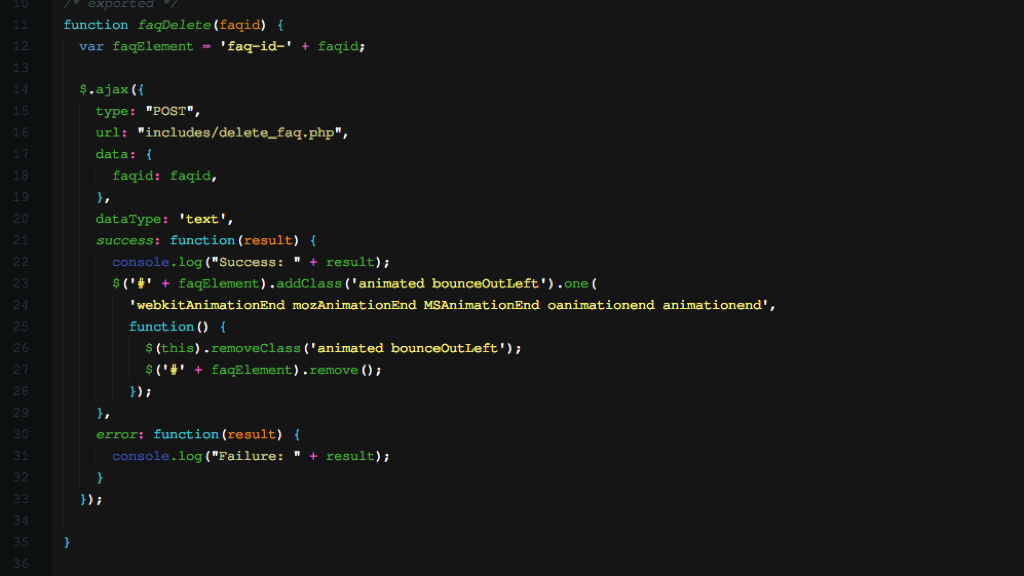 10 /* exported */
11 function faqDelete(faqid) {
12 var faqElement = 'faq-id-' + faqid;
13
14 $.ajax({
15 type: "POST",
16 url: "includes/delete_faq.php",
17 data: {
18 faqid: faqid,
19 },
20 dataType: 'text',
21 success: function(result) {
22 console.log("Success: " + result);
23 $('#' + faqElement).addClass('animated bounceOutLeft').one(
24 'webkitAnimationEnd mozAnimationEnd MSAnimationEnd oanimationend animationend',
25 function() {
26 $(this).removeClass('animated bounceOutLeft');
27 $('#' + faqElement).remove();
28 });
29 },
30 error: function(result) {
31 console.log("Failure: " + result);
32 }
33 });
34
35 }
36